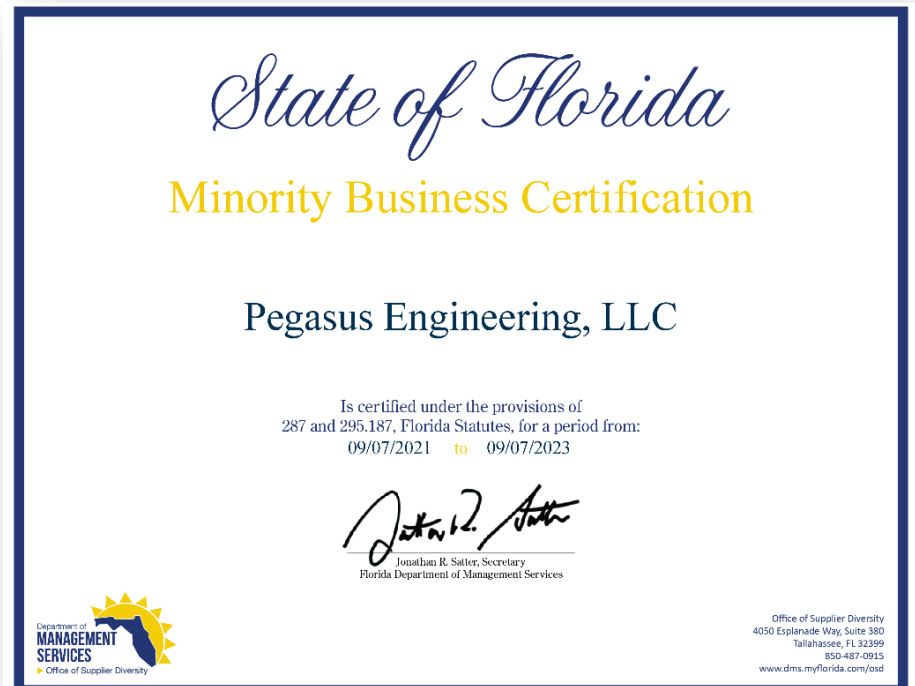 State of Florida
Minority Business Certification
Pegasus Engineering, LLC
Is certified under the provisions of
287 and 295.187, Florida Statutes, for a period from:
09/07/2021 to 09/07/2023
Jonathan R. Satter, Secretary
Florida Department of Management Services
Department of
MANAGEMENT
SERVICES
Office of Supplier Diversity
Office of Supplier Diversity
4050 Esplanade Way, Suite 380
Tallahassee, FL 32399
850-487-0915
www.dms.myflorida.com/osd